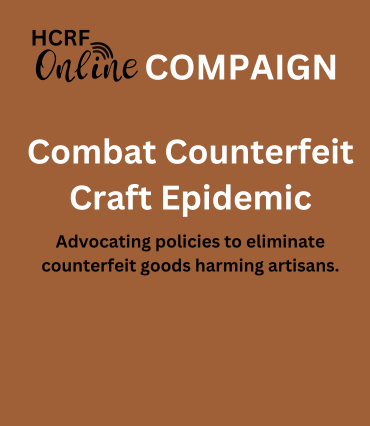 HCRF
Online COMPAIGN
Combat Counterfeit
Craft Epidemic
Advocating policies to eliminate
counterfeit goods harming artisans.